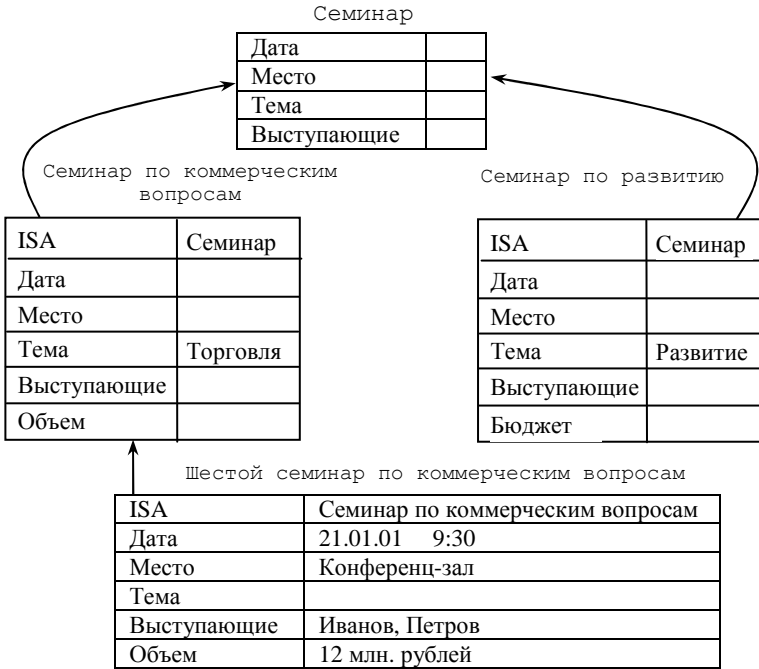 Семинар
Дата
Место
Тема
Выступающие
Семинар по коммерческим
вопросам
ISA Семинар
Дата
Место
Тема Торговля
Выступающие
Объем
Семинар по развитию
ISA Семинар
Дата
Место
Тема Развитие
Выступающие
Бюджет
Шестой семинар по коммерческим вопросам
ISA Семинар по коммерческим вопросам
Дата 21.01.01 9:30
Место Конференц-зал
Тема
Выступающие Иванов, Петров
Объем 12 млн. рублей